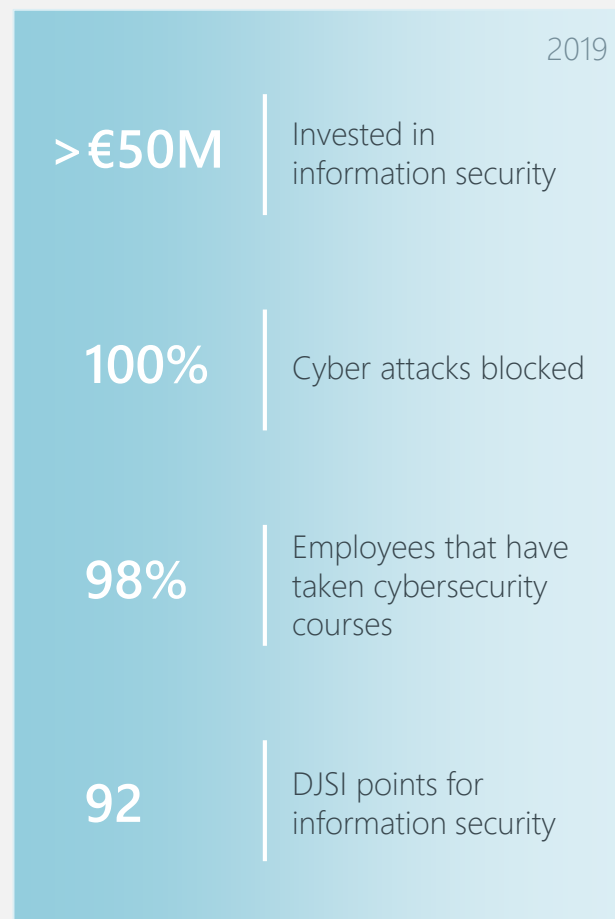 2019
>€50M
Invested in
information security
100%
Cyber attacks blocked
98%
Employees that have
taken cybersecurity
courses
92
DJSI points for
information security